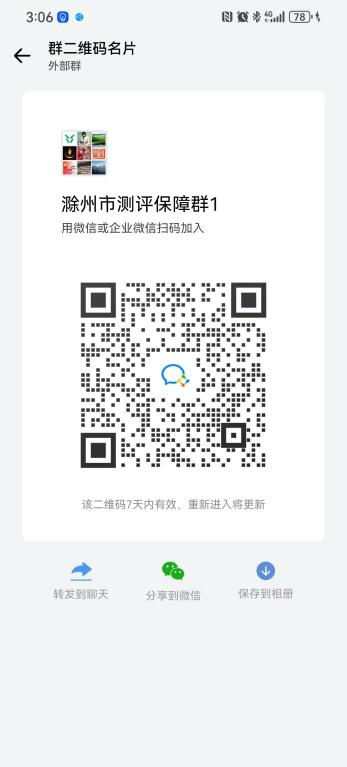 3:06
4G
78
群二维码名片
外部群
滁州市测评保障群1
用微信或企业微信扫码加入
该二维码7天内有效，重新进入将更新
转发到聊天
分享到微信
保存到相册